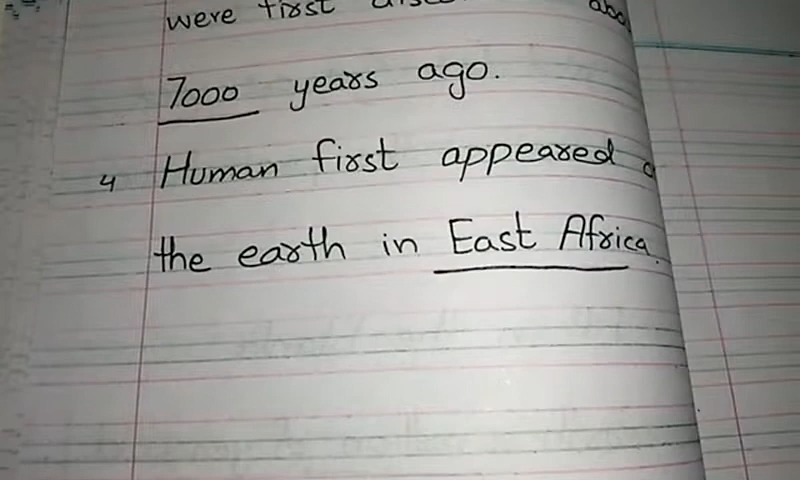 were first
7000 years ago.
4 Human first appeared
the earth in East Africa.